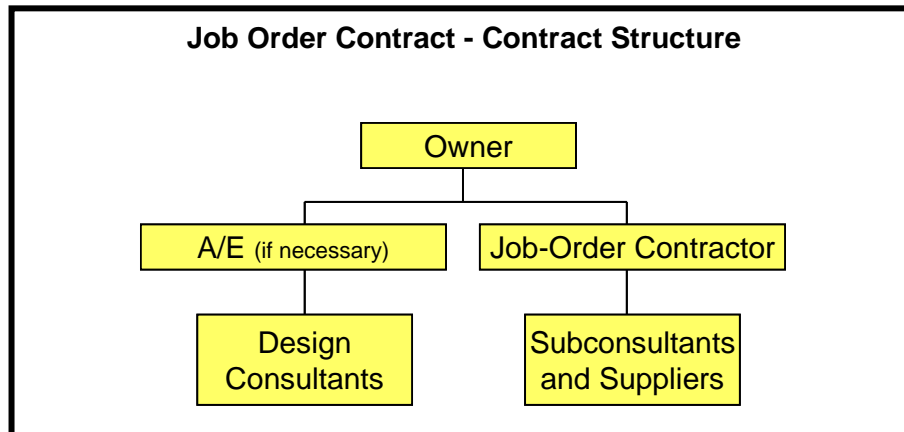 Job Order Contract - Contract Structure
Owner
A/E (if necessary)
Job-Order Contractor
Design
Consultants
Subconsultants
and Suppliers